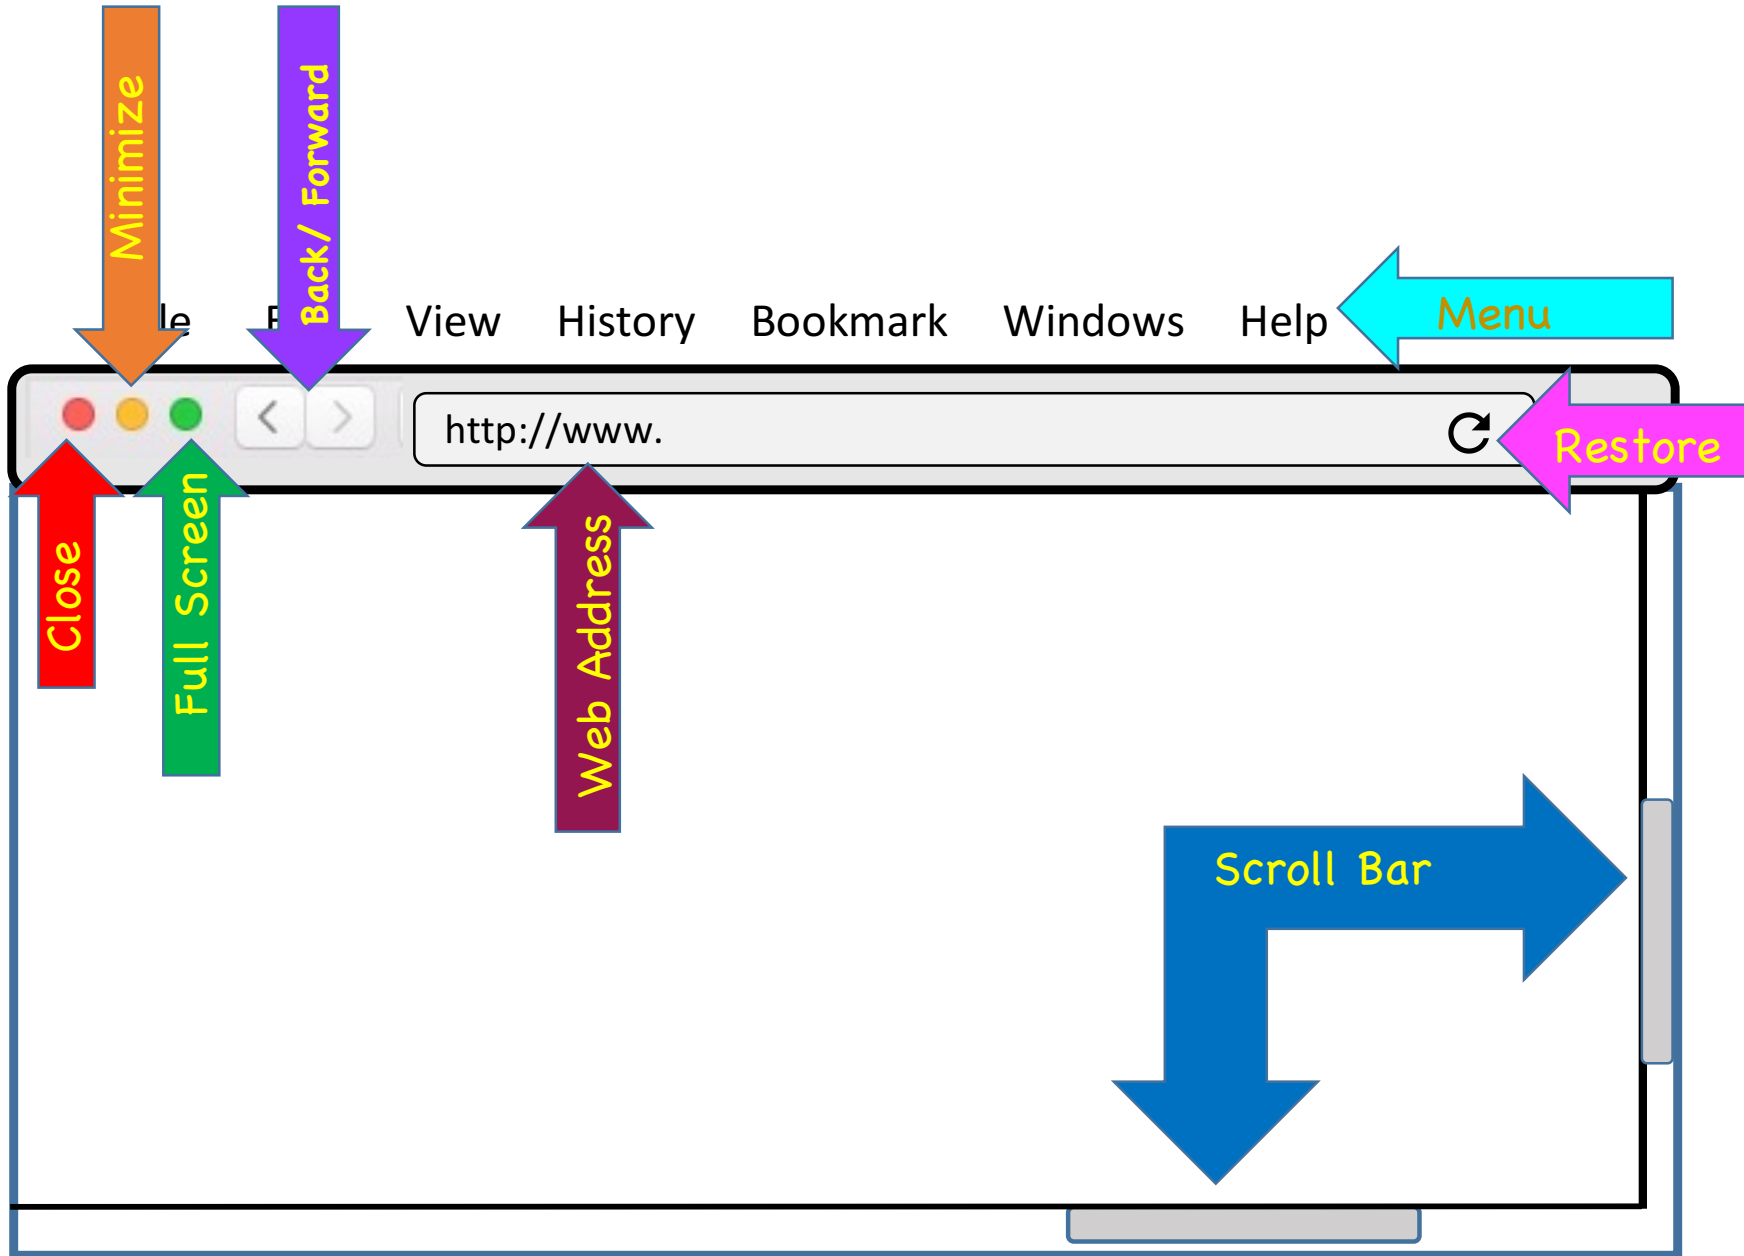 Minimize
Back/ Forward
View History Bookmark Windows Help
Menu
http://www.
Restore
Close
Full Screen
Web Address
Scroll Bar